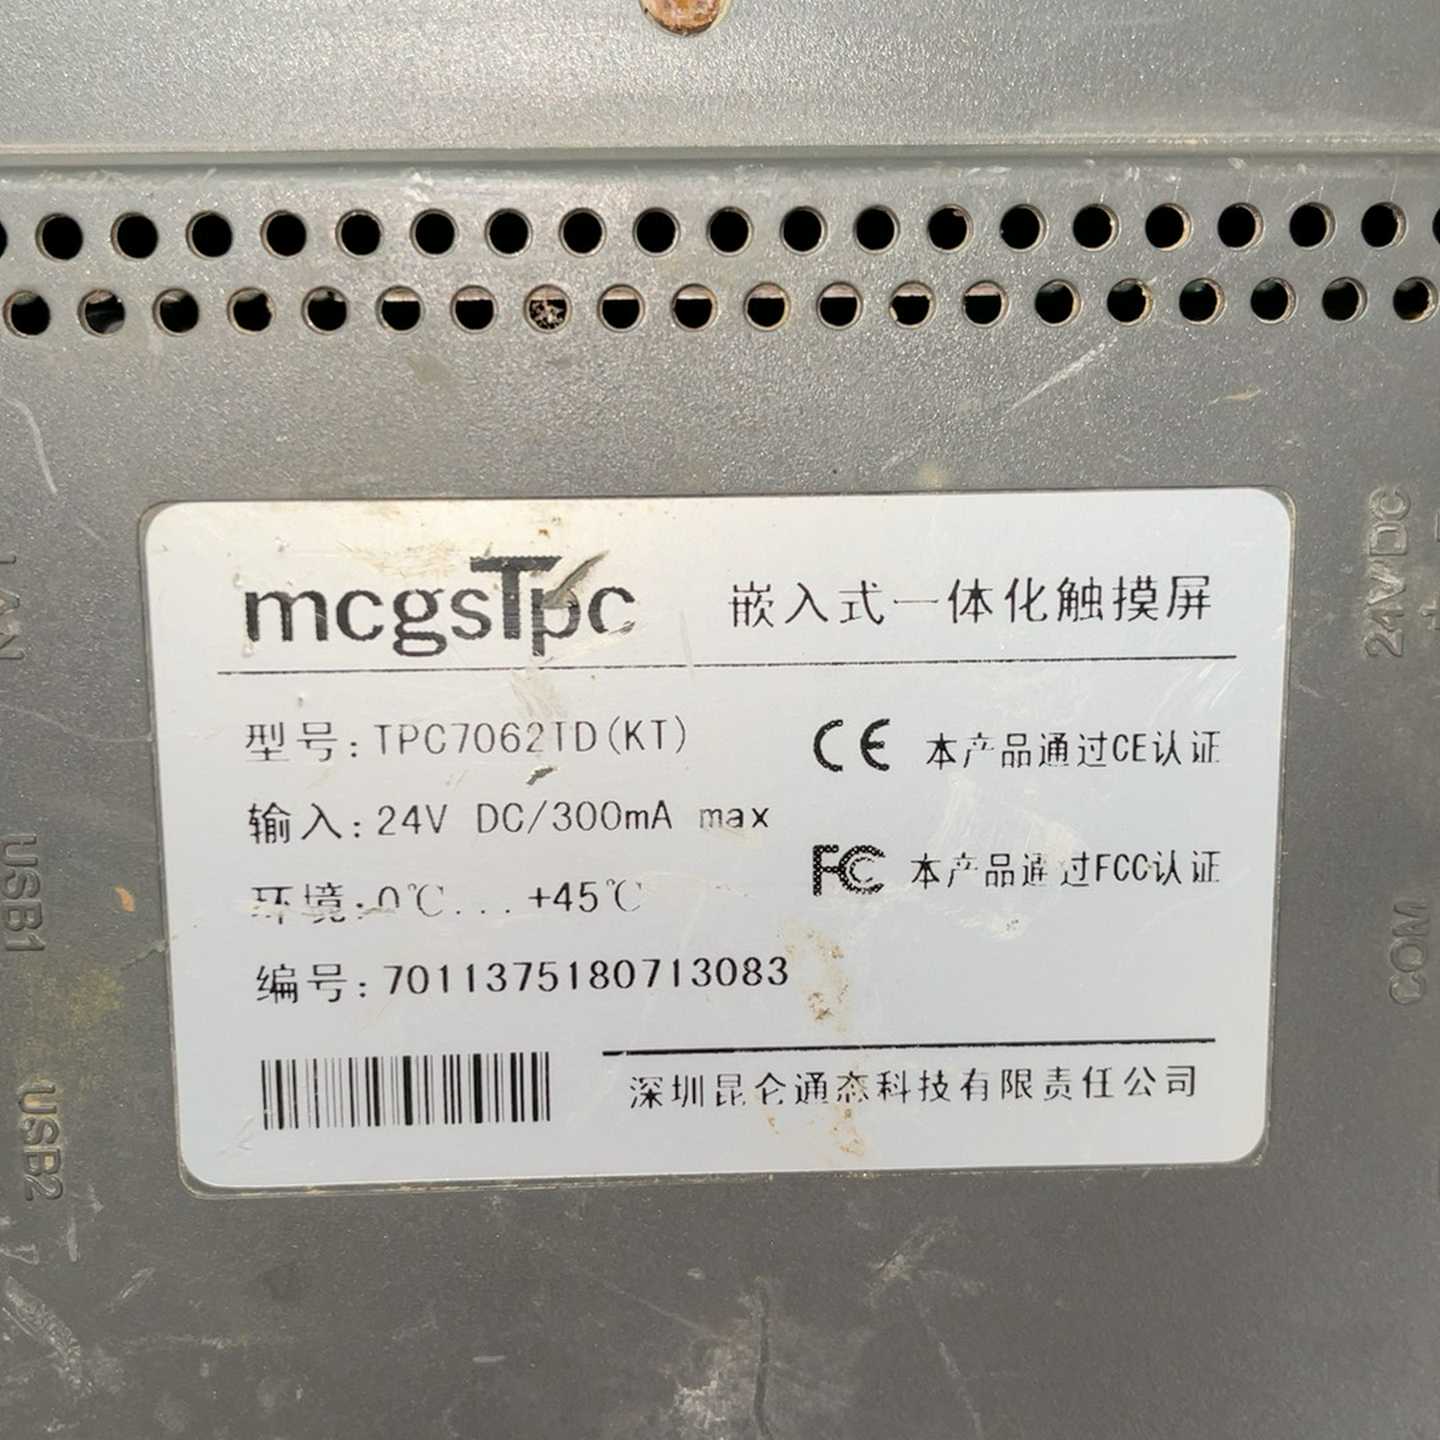 mcgsTpc 嵌入式一体化触摸屏
型号:TPC7062TD(KT)
CE 本产品通过CE认证
输入:24V DC/300mA max
FC 本产品通过FCC认证
环境:0℃...+45℃
编号:7011375180713083
深圳昆仑通态科技有限责任公司
LAN
USB1
USB2
24VDC
COM